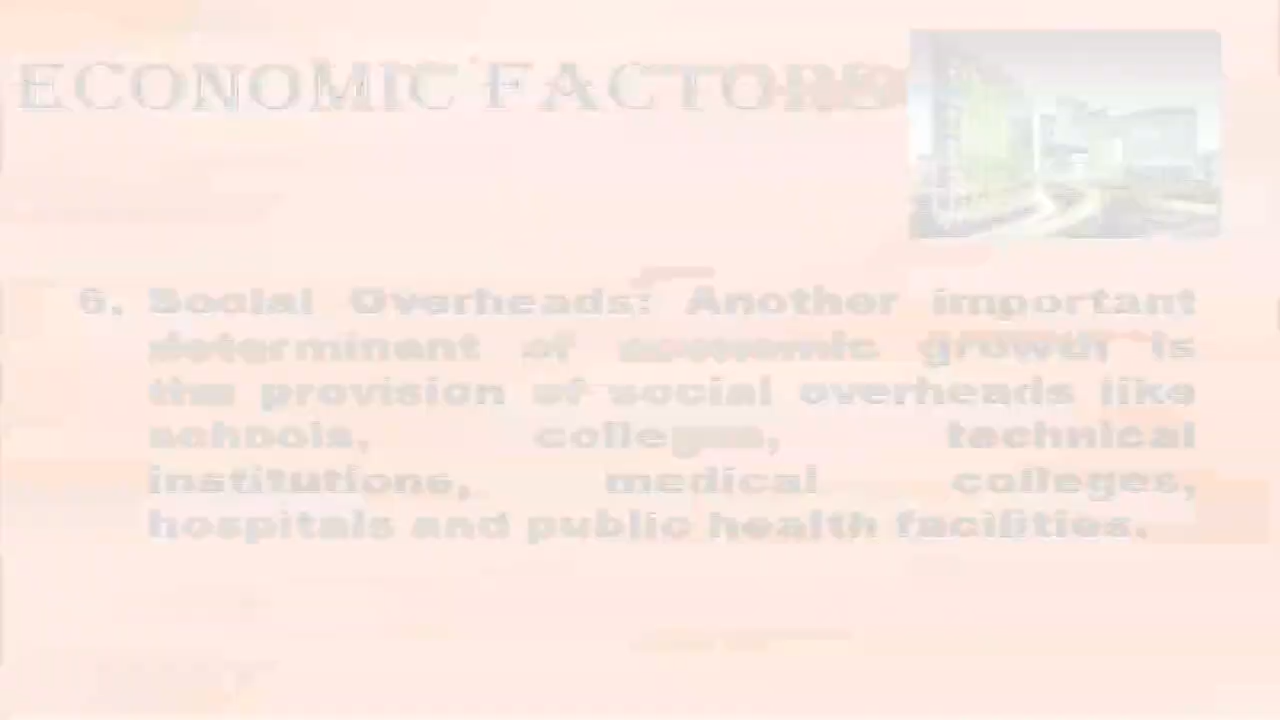 ECONOMIC FACTORS
6. Social Overheads: Another important
determinant of economic growth is
the provision of social overheads like
schools, colleges, technical
institutions, medical colleges,
hospitals and public health facilities.